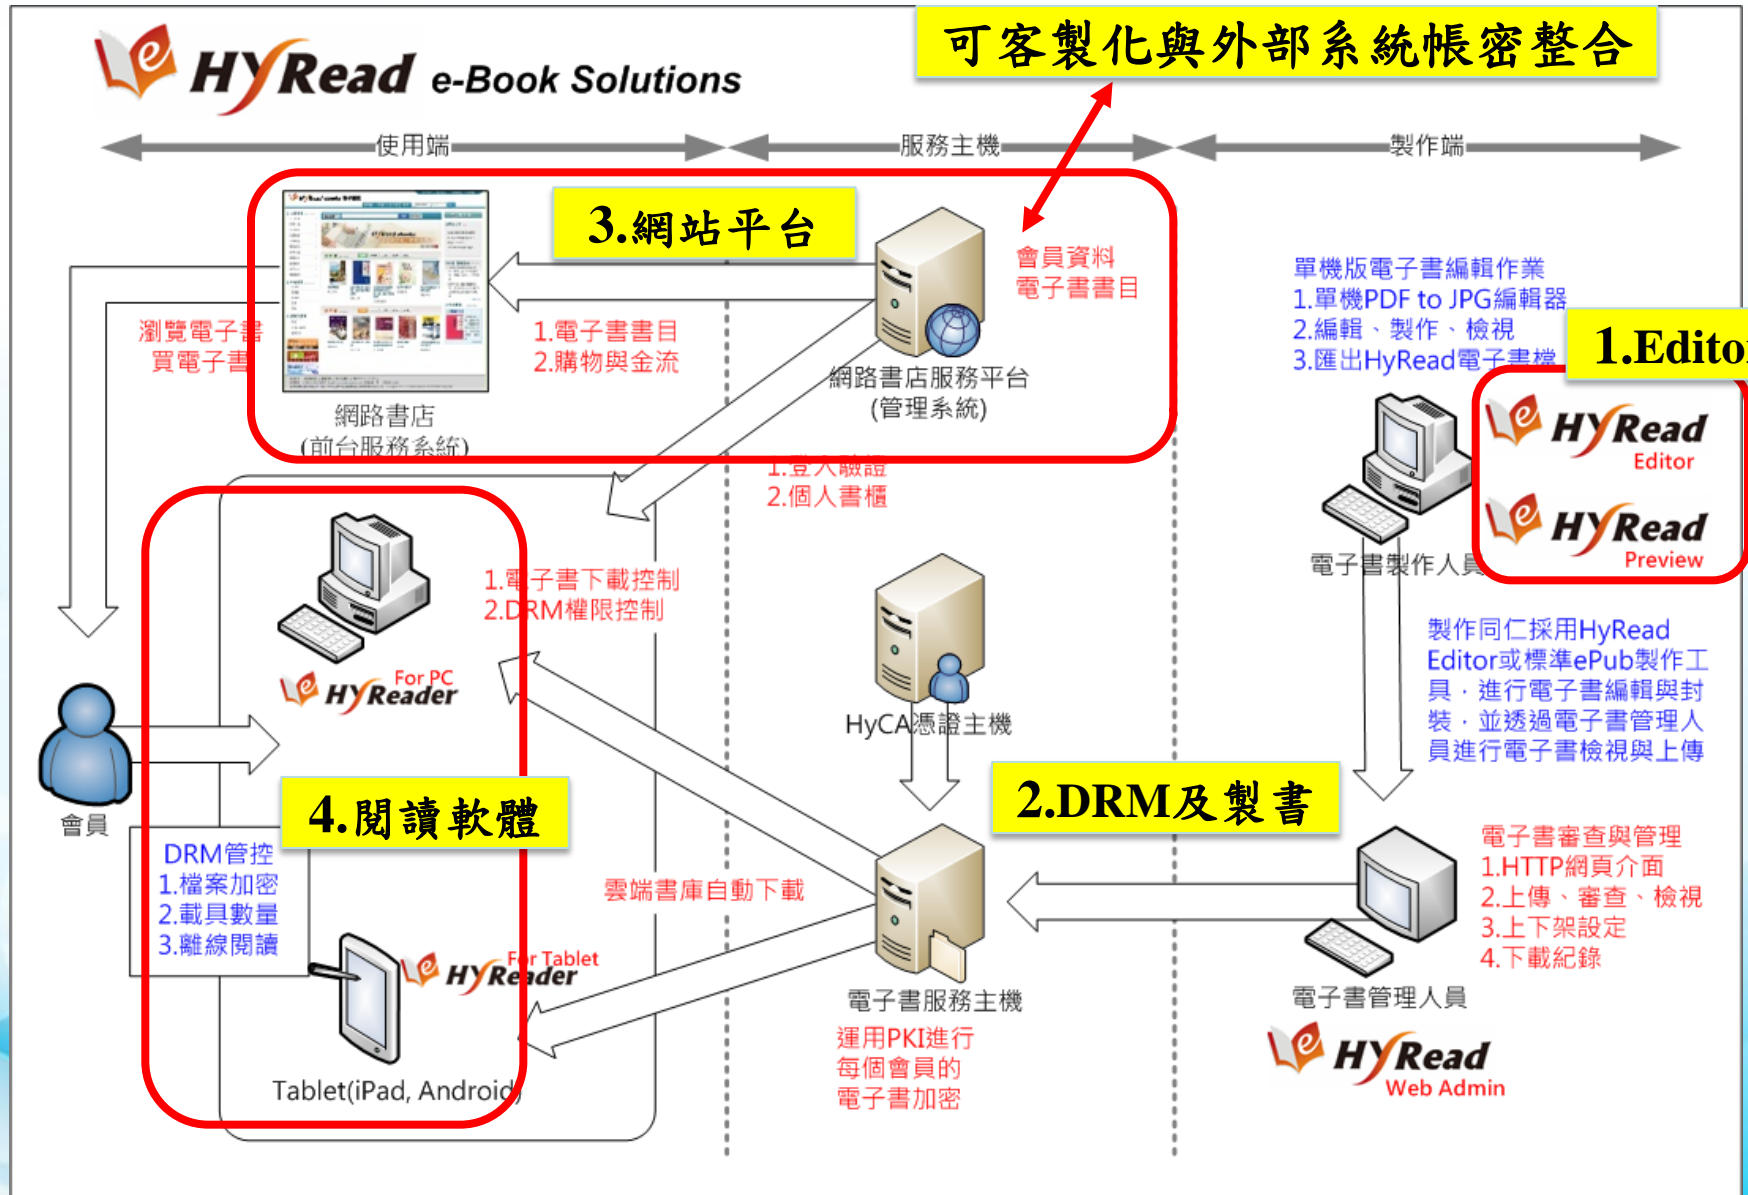 HYRead e-Book Solutions
可客製化與外部系統帳密整合
使用端
服務主機
製作端
3.網站平台
會員資料
電子書書目
瀏覽電子書
買電子書
1.電子書書目
2.購物與金流
網路書店
(前台服務系統)
網路書店服務平台
(管理系統)
1.登入驗證
2.個人書櫃
單機版電子書編輯作業
1.單機PDF to JPG編輯器
2.編輯、製作、檢視
3.匯出HyRead電子書檔
1.Editor
HYRead
Editor
HYRead
Preview
電子書製作人員
1.電子書下載控制
2.DRM權限控制
For PC
HYReader
HyCA憑證主機
製作同仁採用HyRead
Editor或標準ePub製作工
具，進行電子書編輯與封
裝，並透過電子書管理人
員進行電子書檢視與上傳
會員
4.閱讀軟體
2.DRM及製書
DRM管控
1.檔案加密
2.載具數量
3.離線閱讀
雲端書庫自動下載
For Tablet
HYReader
Tablet(iPad, Android)
電子書服務主機
運用PKI進行
每個會員的
電子書加密
電子書審查與管理
1.HTTP網頁介面
2.上傳、審查、檢視
3.上下架設定
4.下載紀錄
電子書管理人員
HYRead
Web Admin